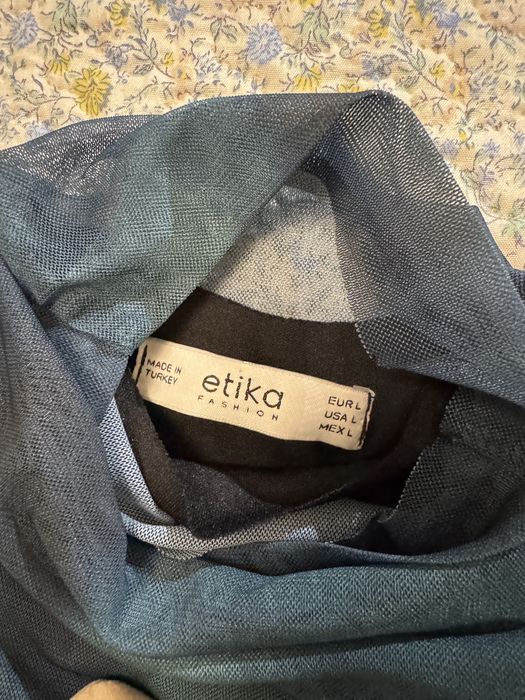 MADE IN
TURKEY
etika
FASHION
EUR L
USA L
MEX L